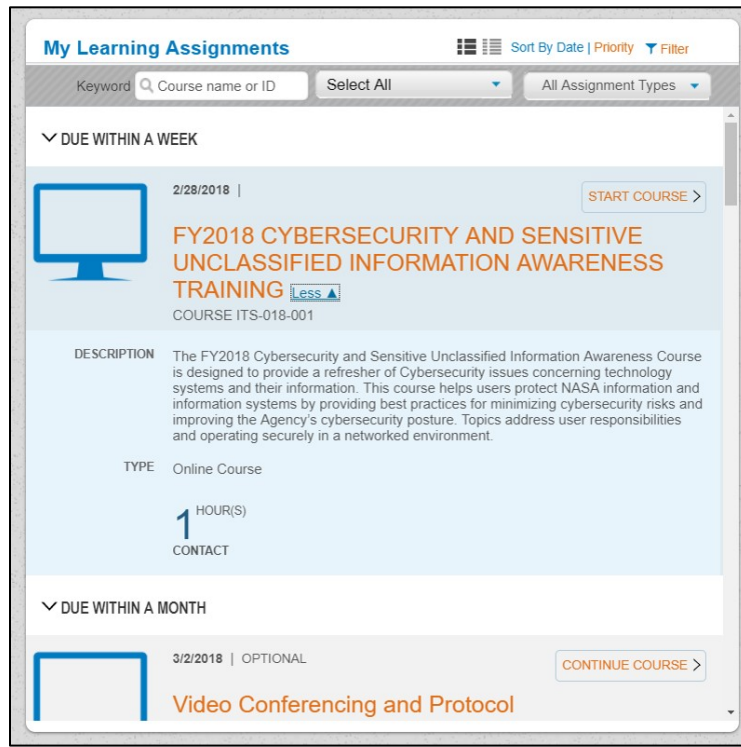 My Learning Assignments
Sort By Date | Priority Filter
Keyword Course name or ID Select All All Assignment Types
DUE WITHIN A WEEK
2/28/2018 |
START COURSE >
FY2018 CYBERSECURITY AND SENSITIVE
UNCLASSIFIED INFORMATION AWARENESS
TRAINING Less ▲
COURSE ITS-018-001
DESCRIPTION The FY2018 Cybersecurity and Sensitive Unclassified Information Awareness Course
is designed to provide a refresher of Cybersecurity issues concerning technology
systems and their information. This course helps users protect NASA information and
information systems by providing best practices for minimizing cybersecurity risks and
improving the Agency's cybersecurity posture. Topics address user responsibilities
and operating securely in a networked environment.
TYPE Online Course
1 HOUR(S)
CONTACT
DUE WITHIN A MONTH
3/2/2018 | OPTIONAL
CONTINUE COURSE >
Video Conferencing and Protocol